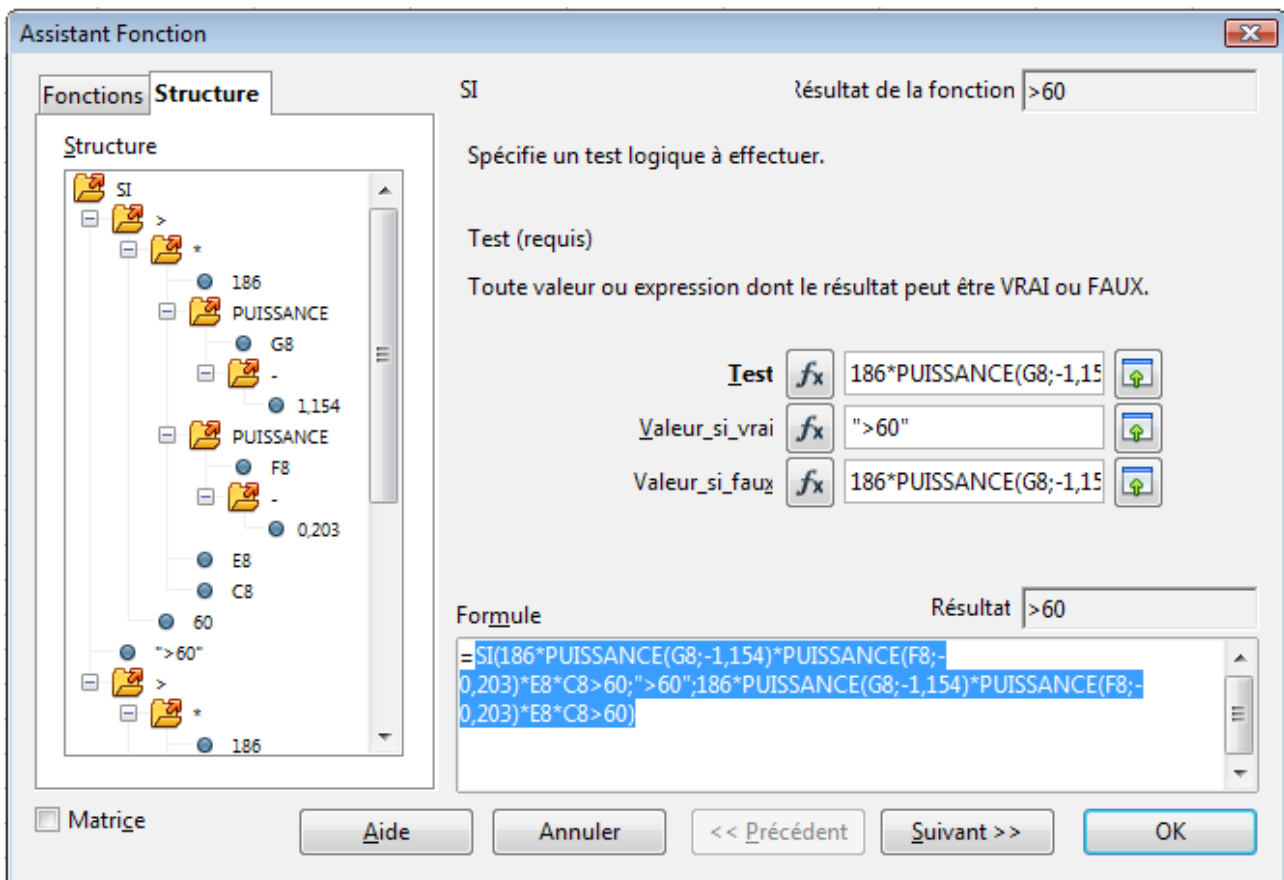 Assistant Fonction
Fonctions Structure
Structure
SI
>
*
186
PUISSANCE
G8
-
1,154
PUISSANCE
F8
-
0,203
E8
C8
60
">60"
>
*
186
SI
Résultat de la fonction >60
Spécifie un test logique à effectuer.
Test (requis)
Toute valeur ou expression dont le résultat peut être VRAI ou FAUX.
Test fx 186*PUISSANCE(G8;-1,15
Valeur_si_vrai fx ">60"
Valeur_si_faux fx 186*PUISSANCE(G8;-1,15
Formule
Résultat >60
=SI(186*PUISSANCE(G8;-1,154)*PUISSANCE(F8;-
0,203)*E8*C8>60;">60";186*PUISSANCE(G8;-1,154)*PUISSANCE(F8;-
0,203)*E8*C8>60)
Matrice
Aide Annuler << Précédent Suivant >> OK